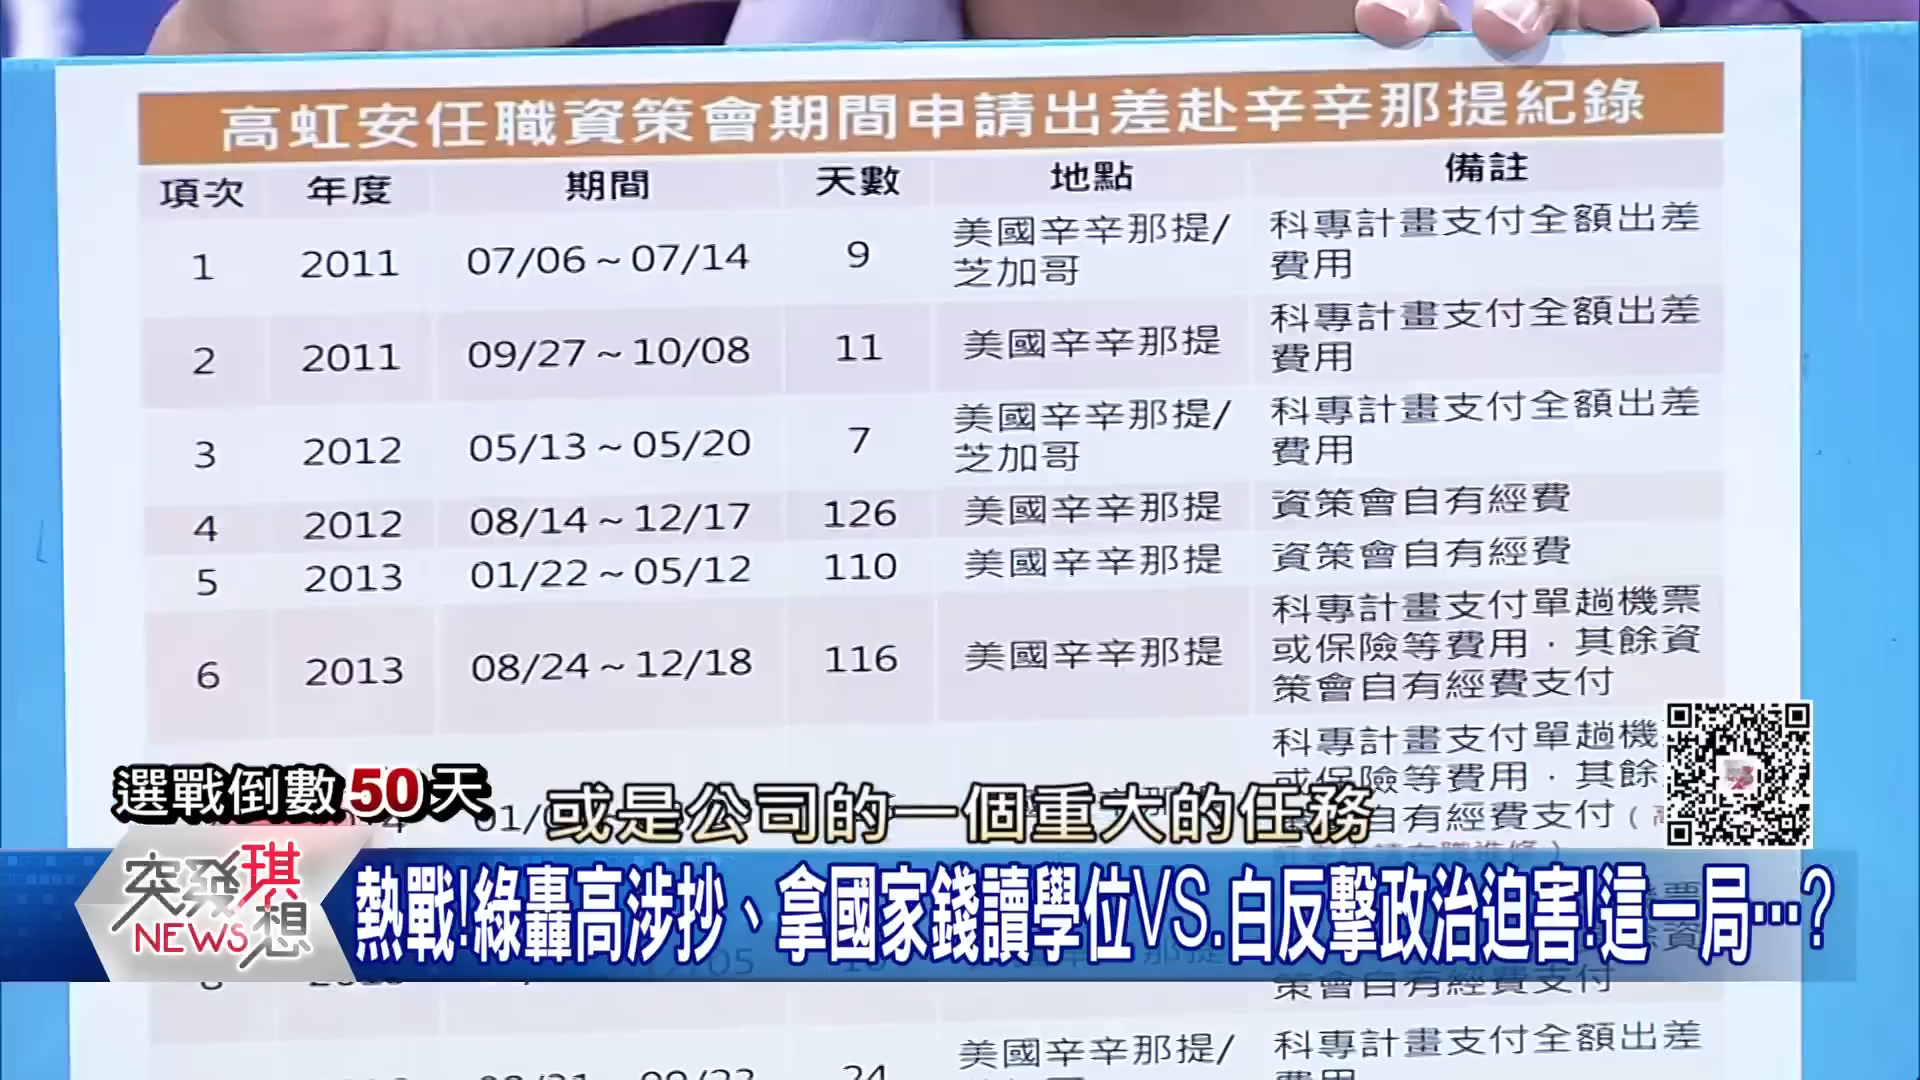 高虹安任職資策會期間申請出差赴辛辛那提紀錄
項次 年度 期間 天數 地點 備註
1 2011 07/06～07/14 9 美國辛辛那提/芝加哥 科專計畫支付全額出差費用
2 2011 09/27～10/08 11 美國辛辛那提 科專計畫支付全額出差費用
3 2012 05/13～05/20 7 美國辛辛那提/芝加哥 科專計畫支付全額出差費用
4 2012 08/14～12/17 126 美國辛辛那提 資策會自有經費
5 2013 01/22～05/12 110 美國辛辛那提 資策會自有經費
6 2013 08/24～12/18 116 美國辛辛那提 科專計畫支付單趟機票或保險等費用，其餘資策會自有經費支付
科專計畫支付單趟機
或保險等費用，其餘
自有經費支付（
選戰倒數50天
或是公司的一個重大的任務
突發琪想
NEWS
熱戰!綠轟高涉抄、拿國家錢讀學位VS.白反擊政治迫害!這一局…?
策會自有經費支付
美國辛辛那提/
科專計畫支付全額出差
24